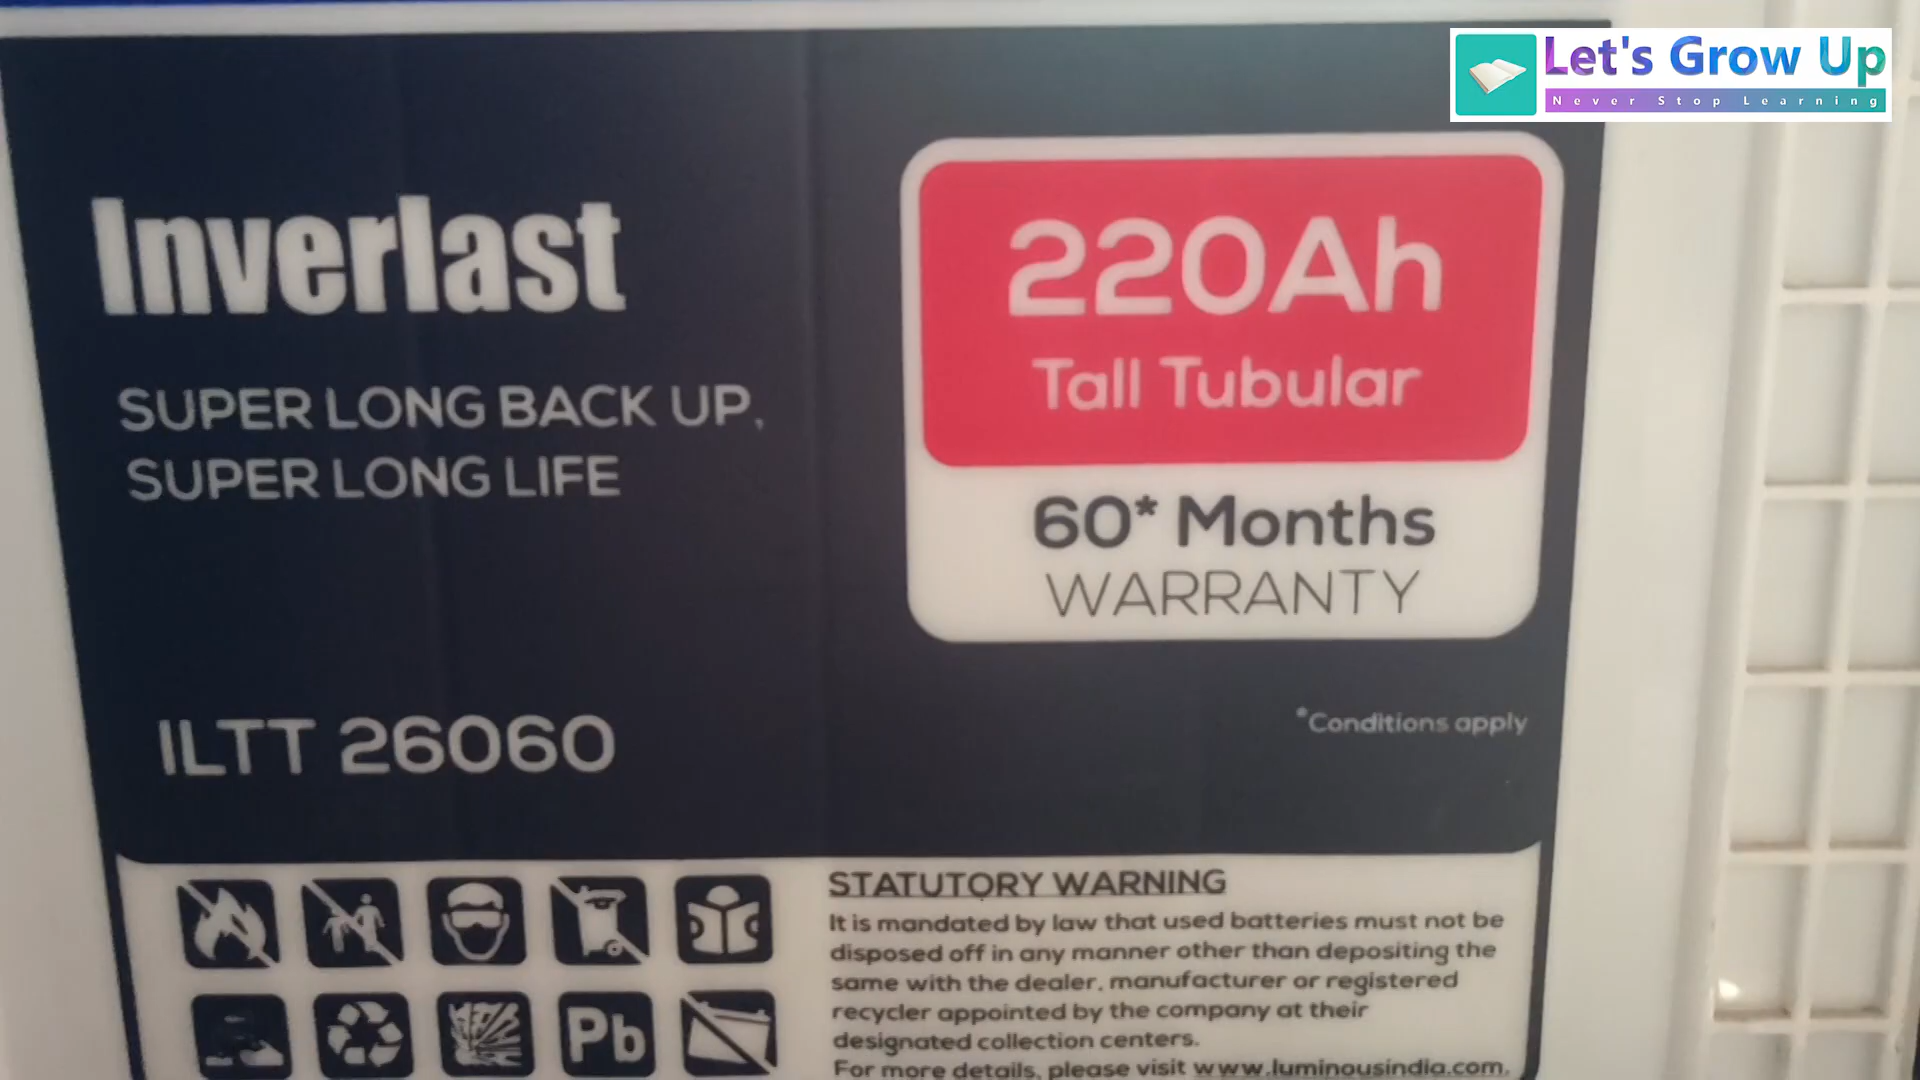 Let's Grow Up
Never Stop Learning
Inverlast
SUPER LONG BACK UP,
SUPER LONG LIFE
ILTT 26060
220Ah
Tall Tubular
60* Months
WARRANTY
*Conditions apply
Pb
STATUTORY WARNING
It is mandated by law that used batteries must not be
disposed off in any manner other than depositing the
same with the dealer, manufacturer or registered
recycler appointed by the company at their
designated collection centers.
For more details, please visit www.luminousindia.com.